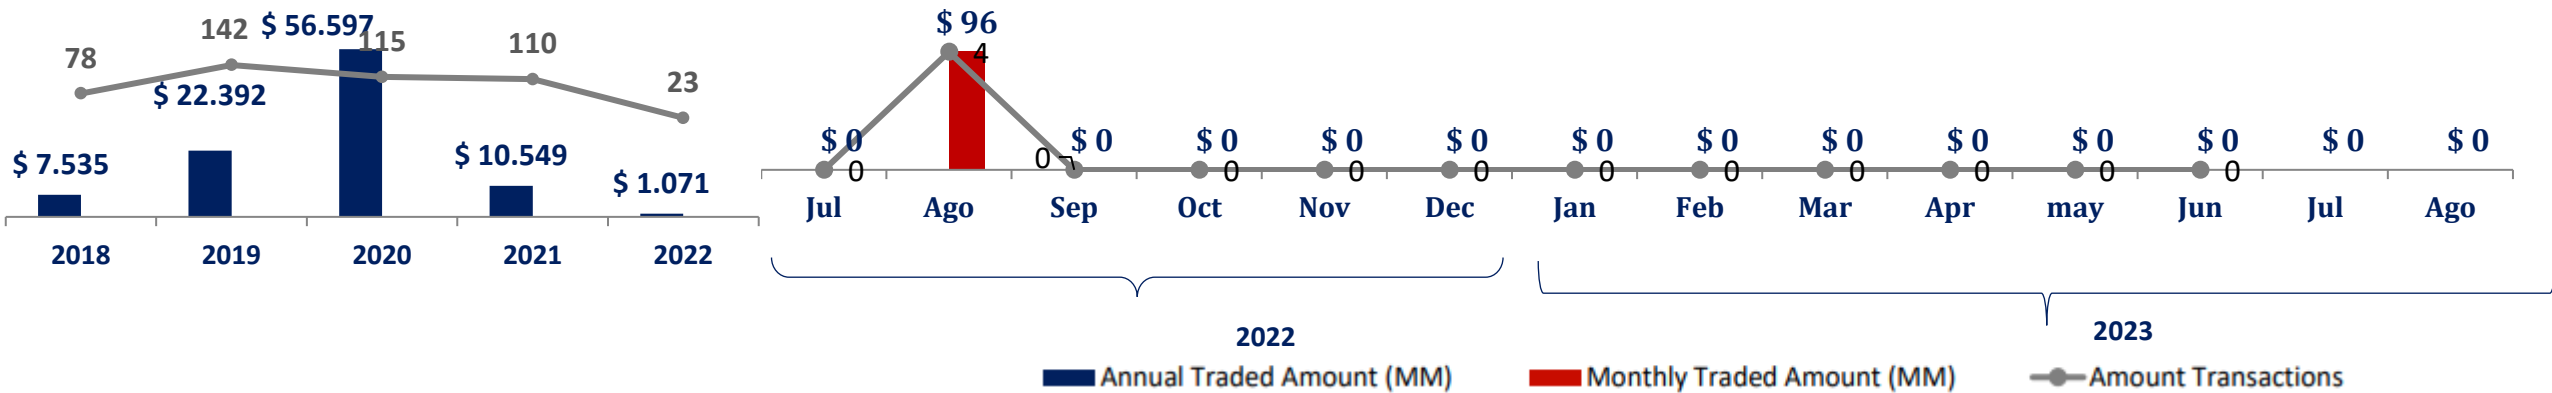 78
142
$ 56.597
115
110
23
$ 7.535
$ 22.392
$ 10.549
$ 1.071
2018 2019 2020 2021 2022
$ 96
4
$ 0 $ 0 $ 0 $ 0 $ 0 $ 0 $ 0 $ 0 $ 0 $ 0 $ 0 $ 0 $ 0
0 0 0 0 0 0 0 0 0 0 0
Jul Ago Sep Oct Nov Dec Jan Feb Mar Apr may Jun Jul Ago
2022
2023
Annual Traded Amount (MM) Monthly Traded Amount (MM) Amount Transactions